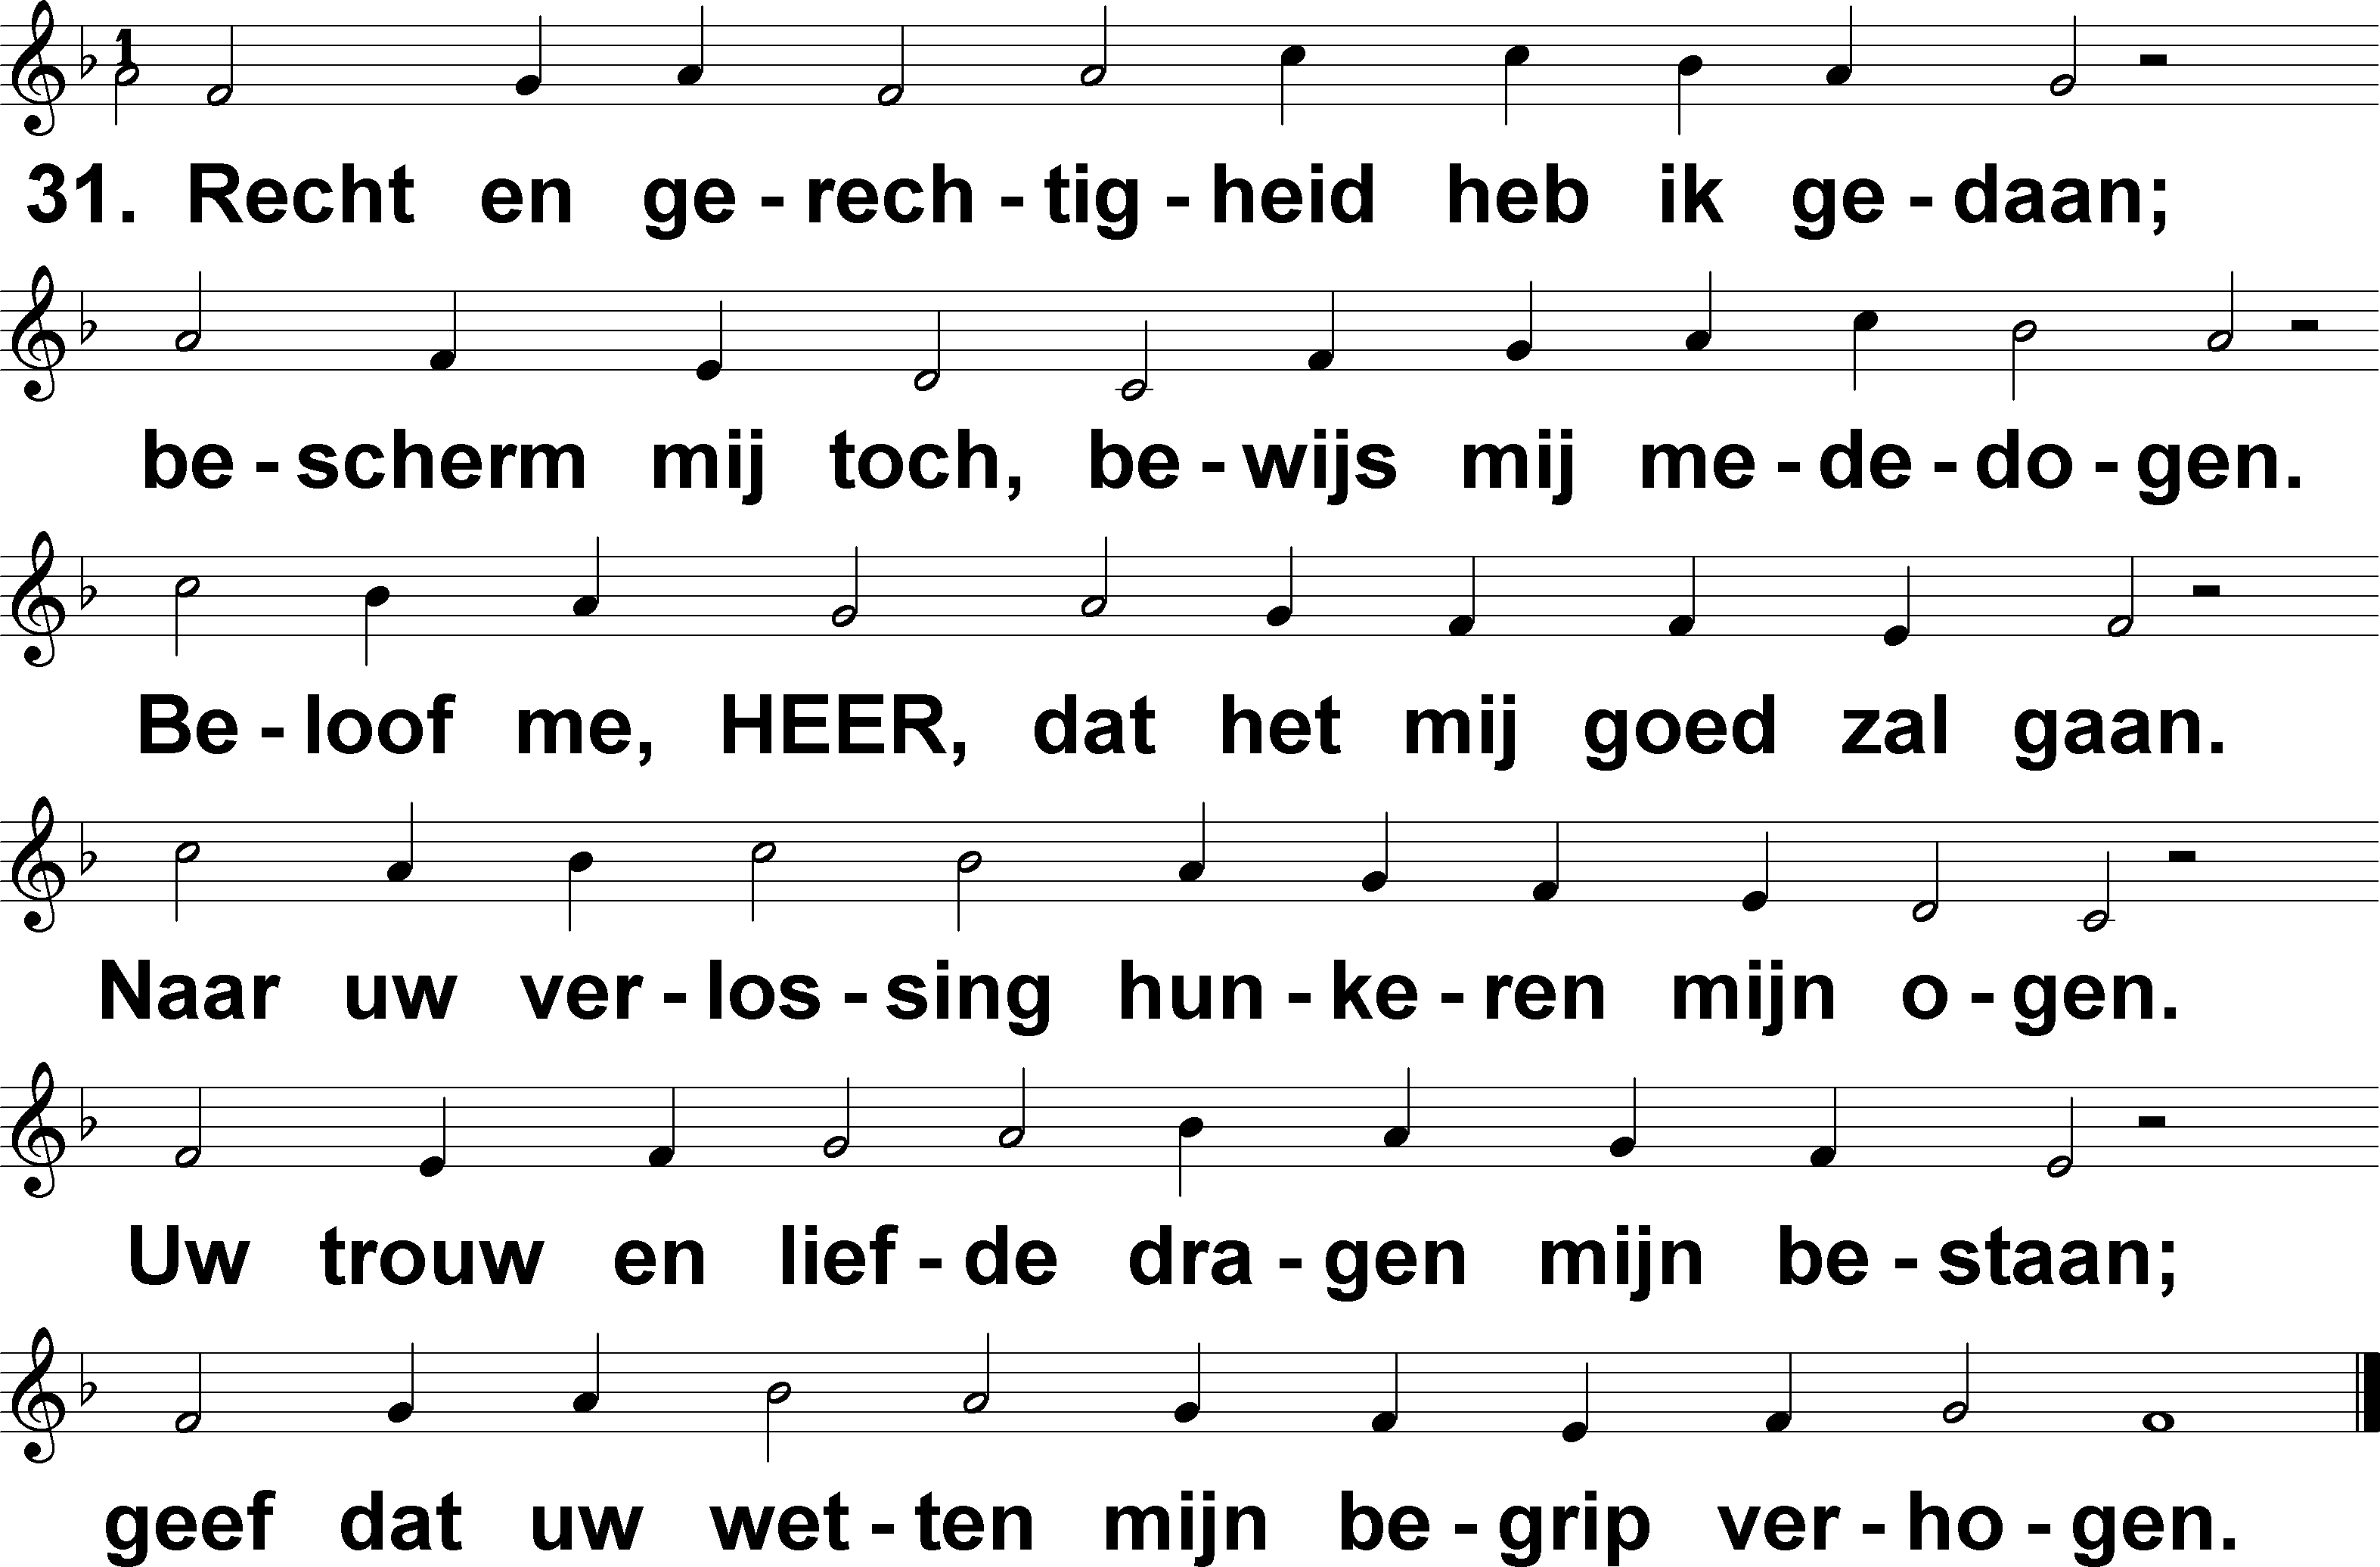 1
31. Recht en ge-rech-tig-heid heb ik ge-daan;
be-scherm mij toch, be-wijs mij me-de-do-gen.
Be-loof me, HEER, dat het mij goed zal gaan.
Naar uw ver-los-sing hun-ke-ren mijn o-gen.
Uw trouw en lief-de dra-gen mijn be-staan;
geef dat uw wet-ten mijn be-grip ver-ho-gen.